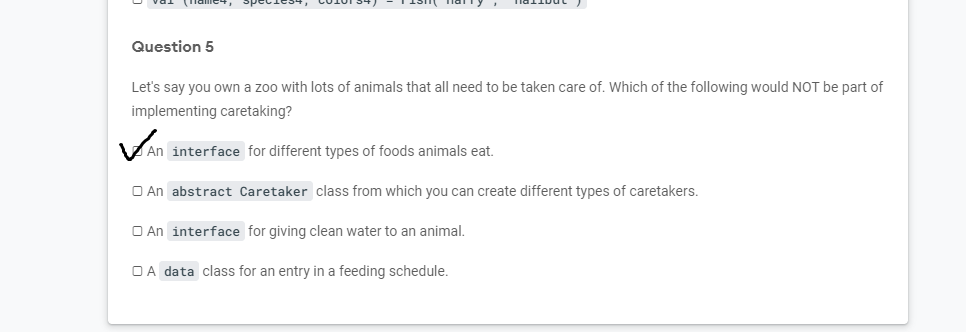 val (name4, species4, colors4) = Fish("Harry", "halibut")
Question 5
Let's say you own a zoo with lots of animals that all need to be taken care of. Which of the following would NOT be part of
implementing caretaking?
An interface for different types of foods animals eat.
An abstract Caretaker class from which you can create different types of caretakers.
An interface for giving clean water to an animal.
A data class for an entry in a feeding schedule.